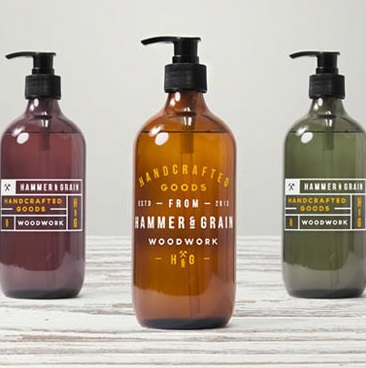 HAMMER & GRAIN
HANDCRAFTED
GOODS
H & G
WOODWORK
HANDCRAFTED
GOODS
ESTD — FROM — 2013
HAMMER & GRAIN
WOODWORK
— H & G —
HAMMER & GRAIN
HANDCRAFTED
GOODS
H & G
WOODWORK